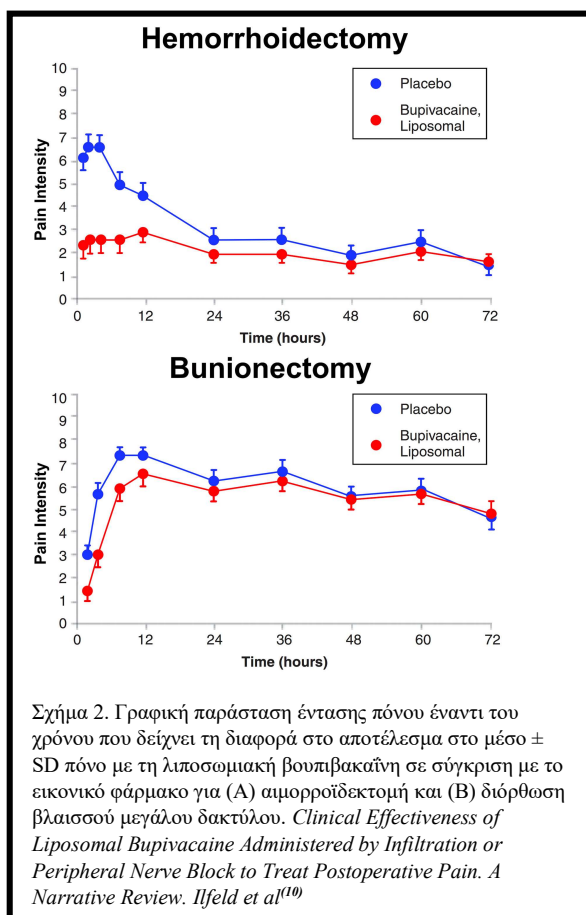 Hemorrhoidectomy
10
9
8
7
6
5
4
3
2
1
0
Pain Intensity
Placebo
Bupivacaine,
Liposomal
0 12 24 36 48 60 72
Time (hours)
Bunionectomy
10
9
8
7
6
5
4
3
2
1
0
Pain Intensity
Placebo
Bupivacaine,
Liposomal
0 12 24 36 48 60 72
Time (hours)
Σχήμα 2. Γραφική παράσταση έντασης πόνου έναντι του
χρόνου που δείχνει τη διαφορά στο αποτέλεσμα στο μέσο ±
SD πόνο με τη λιποσωμιακή βουπιβακαΐνη σε σύγκριση με το
εικονικό φάρμακο για (Α) αιμορροϊδεκτομή και (Β) διόρθωση
βλαισσού μεγάλου δακτύλου. Clinical Effectiveness of
Liposomal Bupivacaine Administered by Infiltration or
Peripheral Nerve Block to Treat Postoperative Pain. A
Narrative Review. Ilfeld et al(10)